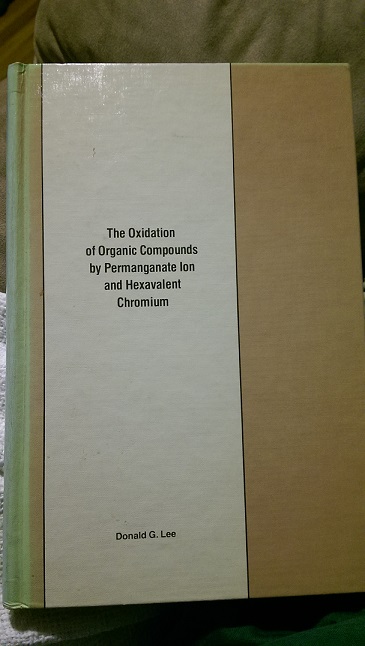 The Oxidation
of Organic Compounds
by Permanganate Ion
and Hexavalent
Chromium
Donald G. Lee